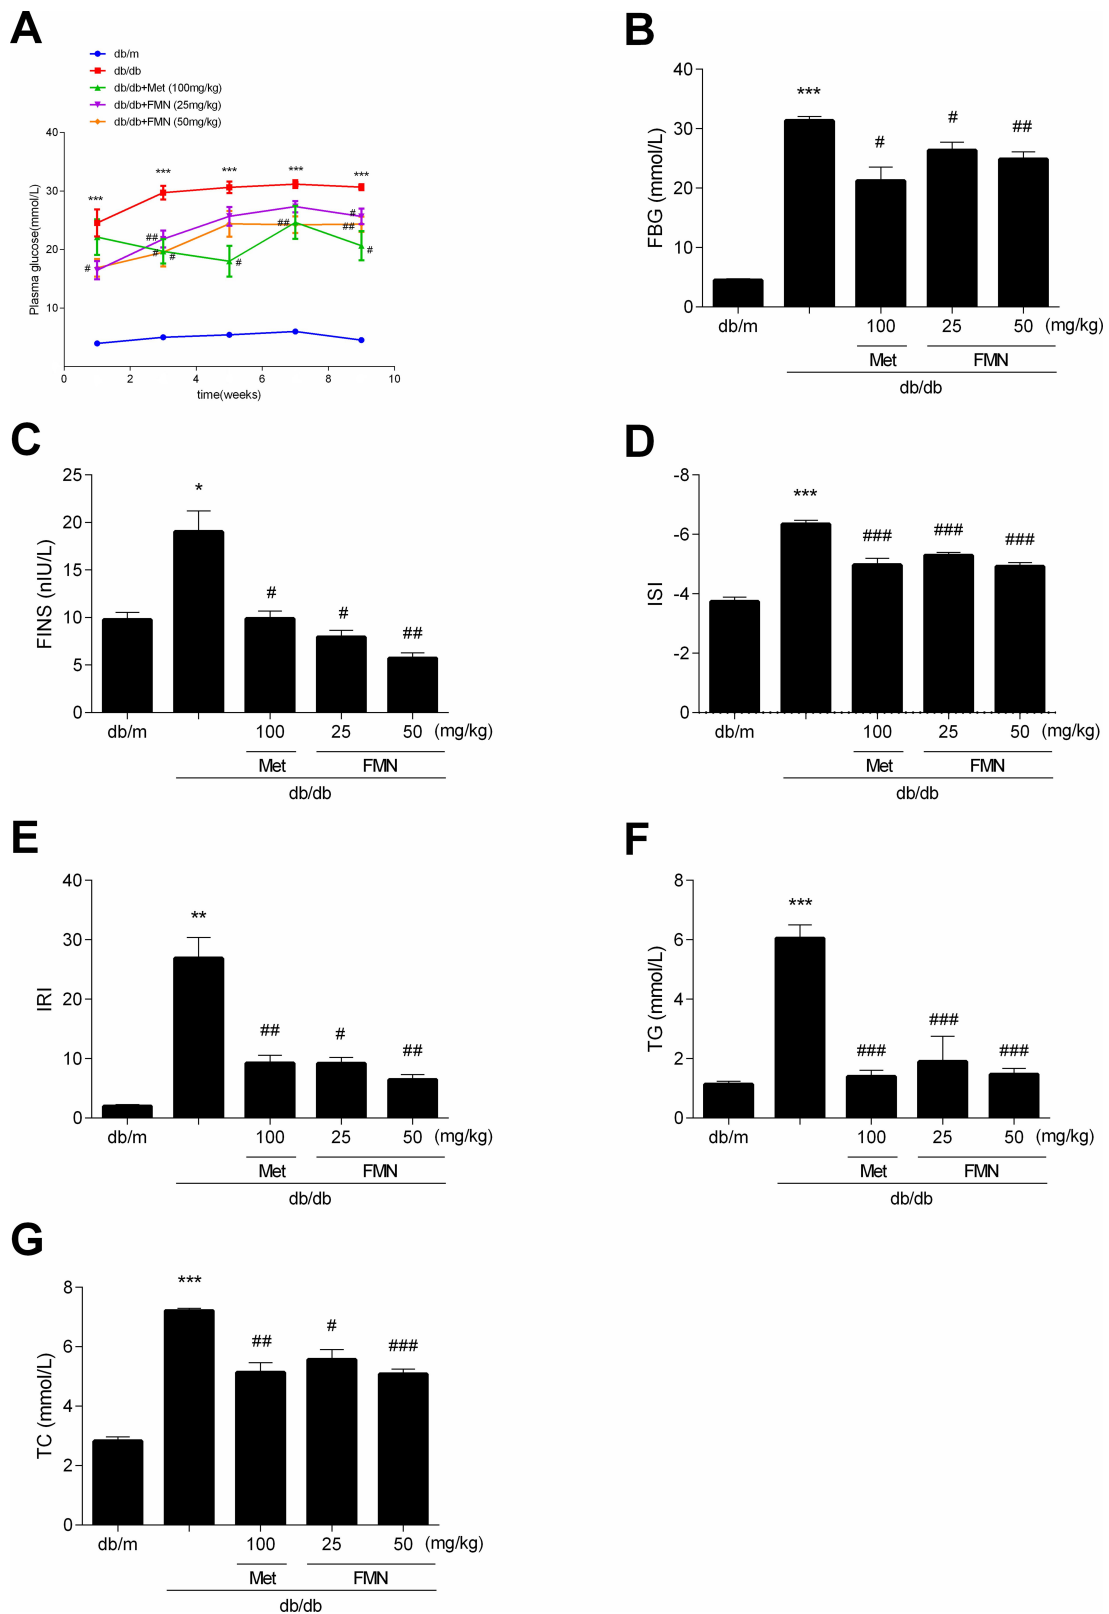 A
db/m
db/db
db/db+Met (100mg/kg)
db/db+FMN (25mg/kg)
db/db+FMN (50mg/kg)
40
30
20
10
Plasma glucose(mmol/L)
*** *** *** *** ***
# ## # # # ## # ## #
0 2 4 6 8 10
time(weeks)
B
40
30
20
10
0
FBG (mmol/L)
*** # # ##
db/m 100 25 50 (mg/kg)
Met FMN
db/db
C
25
20
15
10
5
0
FINS (nIU/L)
* # # ##
db/m 100 25 50 (mg/kg)
Met FMN
db/db
D
-8
-6
-4
-2
0
ISI
*** ### ### ###
db/m 100 25 50 (mg/kg)
Met FMN
db/db
E
40
30
20
10
0
IRI
** ## # ##
db/m 100 25 50 (mg/kg)
Met FMN
db/db
F
8
6
4
2
0
TG (mmol/L)
*** ### ### ###
db/m 100 25 50 (mg/kg)
Met FMN
db/db
G
8
6
4
2
0
TC (mmol/L)
*** ## # ###
db/m 100 25 50 (mg/kg)
Met FMN
db/db